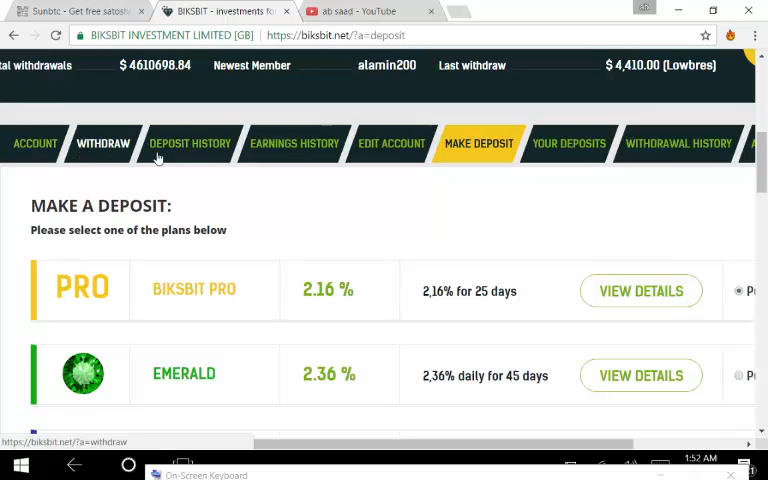 Sunbtc - Get free satoshi
BIKSBIT - investments fo
ab saad - YouTube
ab
BIKSBIT INVESTMENT LIMITED [GB]
https://biksbit.net/?a=deposit
tal withdrawals
$ 4610698.84
Newest Member
alamin200
Last withdraw
$ 4,410.00 (Lowbres)
ACCOUNT
WITHDRAW
DEPOSIT HISTORY
EARNINGS HISTORY
EDIT ACCOUNT
MAKE DEPOSIT
YOUR DEPOSITS
WITHDRAWAL HISTORY
MAKE A DEPOSIT:
Please select one of the plans below
PRO
BIKSBIT PRO
2.16 %
2,16% for 25 days
VIEW DETAILS
EMERALD
2.36 %
2,36% daily for 45 days
VIEW DETAILS
https://biksbit.net/?a=withdraw
1:52 AM
On-Screen Keyboard